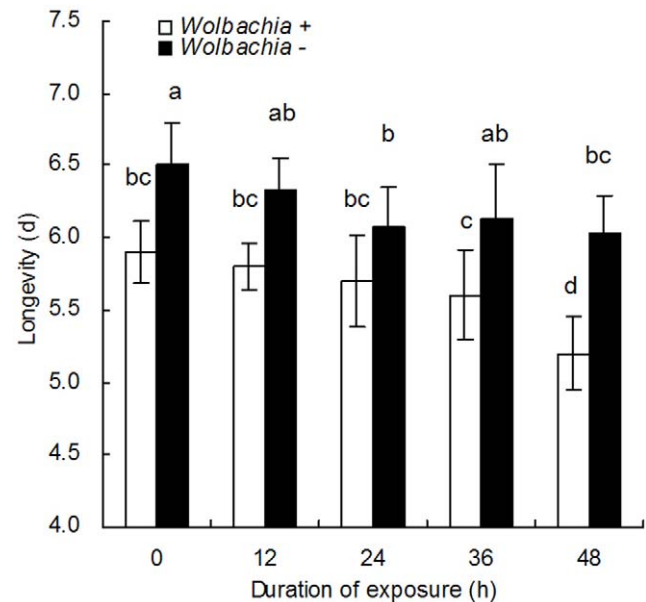 Wolbachia +
Wolbachia -
7.5
7.0
6.5
6.0
5.5
5.0
4.5
4.0
Longevity (d)
a
ab
b
ab
bc
bc
bc
bc
c
d
0 12 24 36 48
Duration of exposure (h)